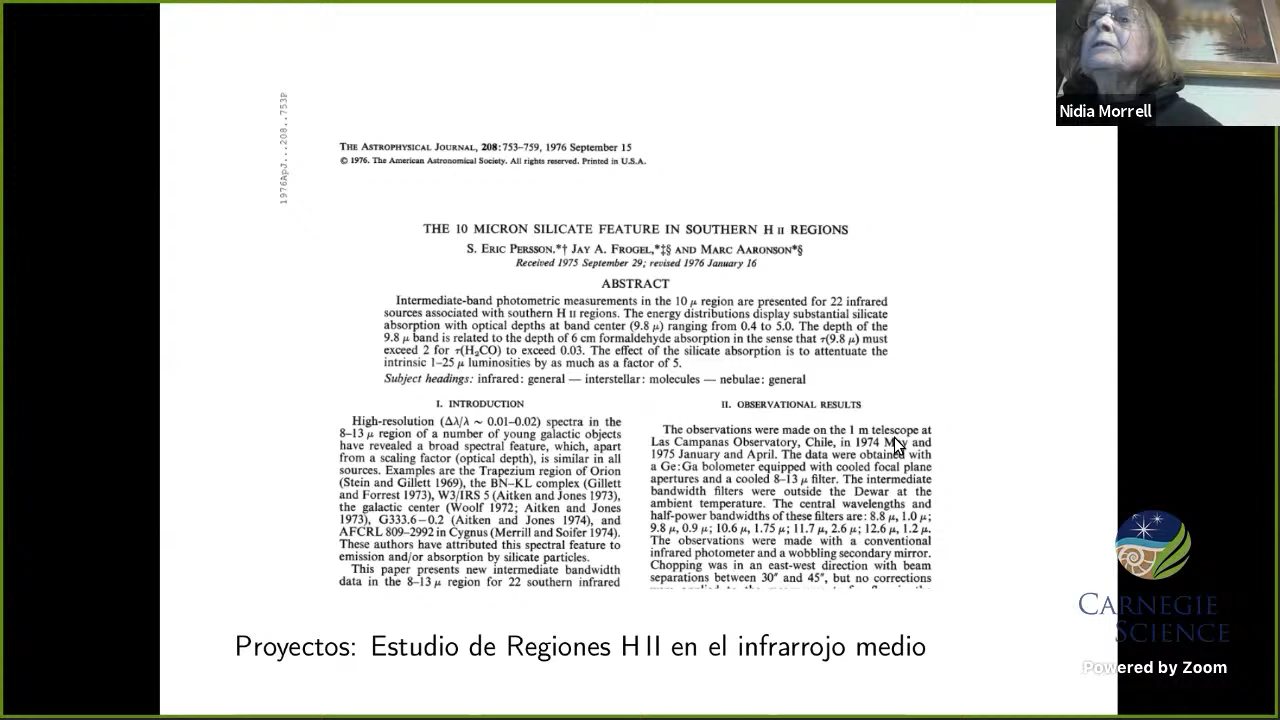 Nidia Morrell
1976ApJ...208..753P
THE ASTROPHYSICAL JOURNAL, 208:753–759, 1976 September 15
© 1976. The American Astronomical Society. All rights reserved. Printed in U.S.A.
THE 10 MICRON SILICATE FEATURE IN SOUTHERN H II REGIONS
S. ERIC PERSSON,*† JAY A. FROGEL,*‡§ AND MARC AARONSON*§
Received 1975 September 29; revised 1976 January 16
ABSTRACT
Intermediate-band photometric measurements in the 10 μ region are presented for 22 infrared
sources associated with southern H II regions. The energy distributions display substantial silicate
absorption with optical depths at band center (9.8 μ) ranging from 0.4 to 5.0. The depth of the
9.8 μ band is related to the depth of 6 cm formaldehyde absorption in the sense that τ(9.8 μ) must
exceed 2 for τ(H₂CO) to exceed 0.03. The effect of the silicate absorption is to attentuate the
intrinsic 1–25 μ luminosities by as much as a factor of 5.
Subject headings: infrared: general — interstellar: molecules — nebulae: general
I. INTRODUCTION
High-resolution (Δλ/λ ~ 0.01–0.02) spectra in the
8–13 μ region of a number of young galactic objects
have revealed a broad spectral feature, which, apart
from a scaling factor (optical depth), is similar in all
sources. Examples are the Trapezium region of Orion
(Stein and Gillett 1969), the BN–KL complex (Gillett
and Forrest 1973), W3/IRS 5 (Aitken and Jones 1973),
the galactic center (Woolf 1972; Aitken and Jones
1973), G333.6−0.2 (Aitken and Jones 1974), and
AFCRL 809–2992 in Cygnus (Merrill and Soifer 1974).
These authors have attributed this spectral feature to
emission and/or absorption by silicate particles.
This paper presents new intermediate bandwidth
data in the 8–13 μ region for 22 southern infrared
II. OBSERVATIONAL RESULTS
The observations were made on the 1 m telescope at
Las Campanas Observatory, Chile, in 1974 May and
1975 January and April. The data were obtained with
a Ge:Ga bolometer equipped with cooled focal plane
apertures and a cooled 8–13 μ filter. The intermediate
bandwidth filters were outside the Dewar at the
ambient temperature. The central wavelengths and
half-power bandwidths of these filters are: 8.8 μ, 1.0 μ;
9.8 μ, 0.9 μ; 10.6 μ, 1.75 μ; 11.7 μ, 2.6 μ; 12.6 μ, 1.2 μ.
The observations were made with a conventional
infrared photometer and a wobbling secondary mirror.
Chopping was in an east-west direction with beam
separations between 30″ and 45″, but no corrections
Proyectos: Estudio de Regiones H II en el infrarrojo medio
CARNEGIE
SCIENCE
Powered by Zoom